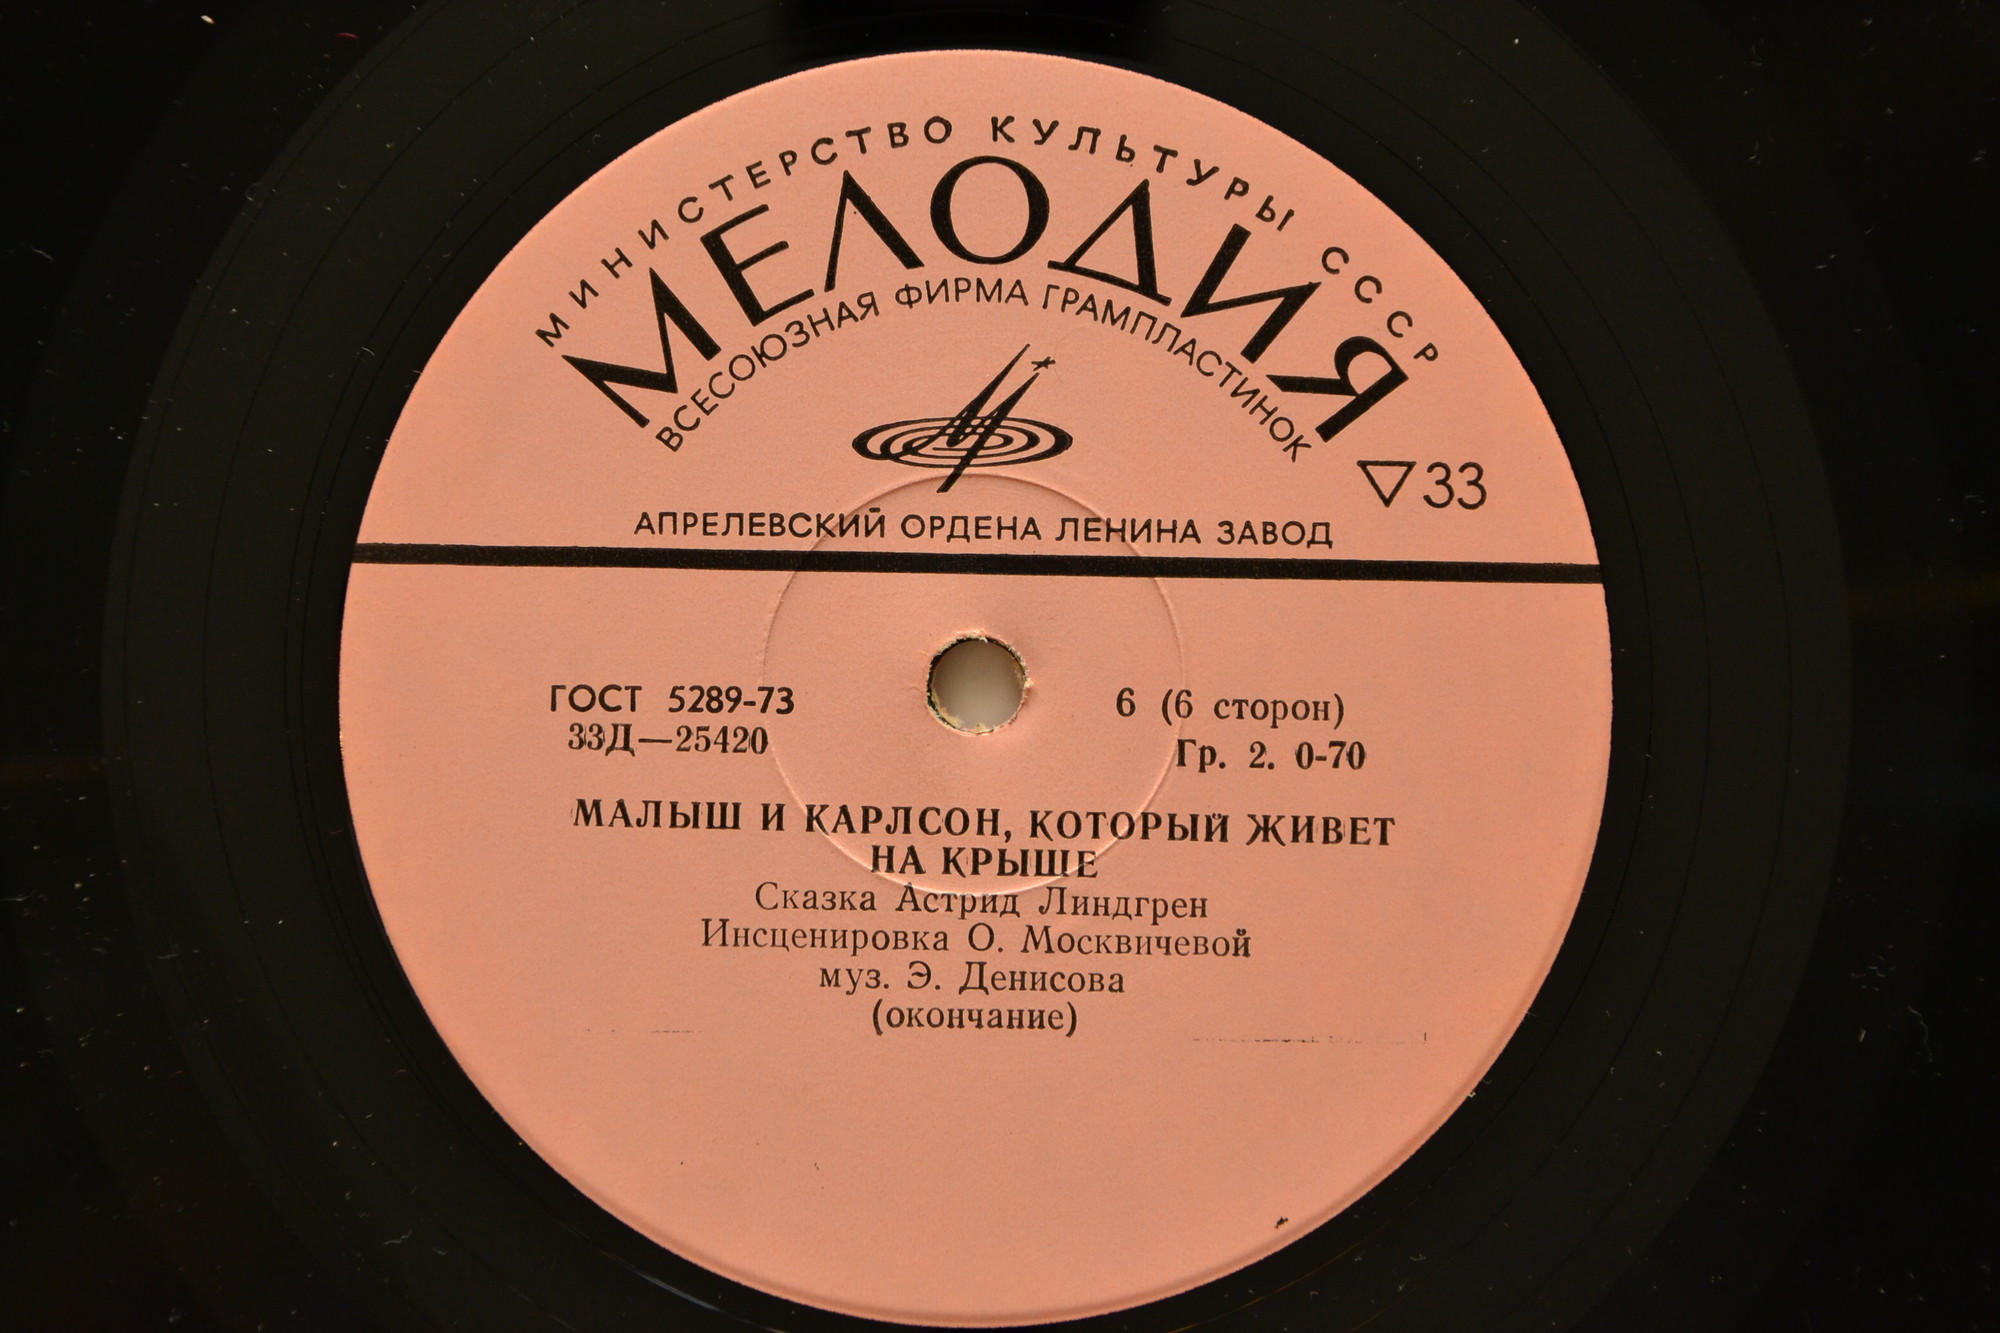 МИНИСТЕРСТВО КУЛЬТУРЫ СССР
МЕЛОДИЯ
ВСЕСОЮЗНАЯ ФИРМА ГРАМПЛАСТИНОК
33
АПРЕЛЕВСКИЙ ОРДЕНА ЛЕНИНА ЗАВОД
ГОСТ 5289-73
33Д—25420
6 (6 сторон)
Гр. 2. 0-70
МАЛЫШ И КАРЛСОН, КОТОРЫЙ ЖИВЕТ
НА КРЫШЕ
Сказка Астрид Линдгрен
Инсценировка О. Москвичевой
муз. Э. Денисова
(окончание)